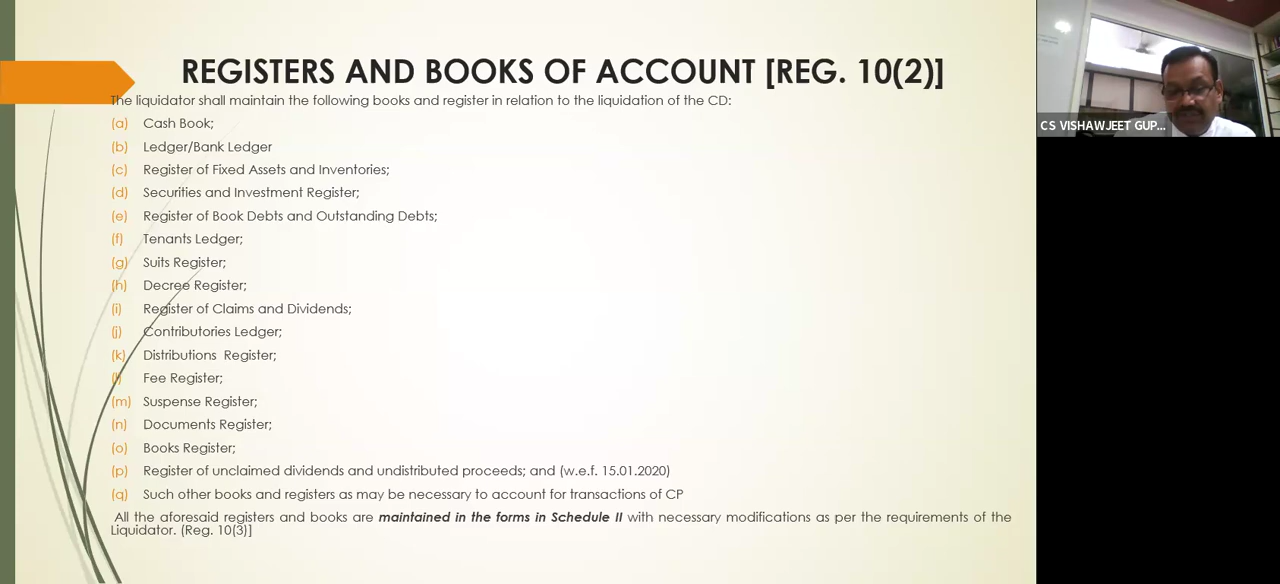 REGISTERS AND BOOKS OF ACCOUNT [REG. 10(2)]
The liquidator shall maintain the following books and register in relation to the liquidation of the CD:
(a) Cash Book;
(b) Ledger/Bank Ledger
(c) Register of Fixed Assets and Inventories;
(d) Securities and Investment Register;
(e) Register of Book Debts and Outstanding Debts;
(f) Tenants Ledger;
(g) Suits Register;
(h) Decree Register;
(i) Register of Claims and Dividends;
(j) Contributories Ledger;
(k) Distributions Register;
(l) Fee Register;
(m) Suspense Register;
(n) Documents Register;
(o) Books Register;
(p) Register of unclaimed dividends and undistributed proceeds; and (w.e.f. 15.01.2020)
(q) Such other books and registers as may be necessary to account for transactions of CP
All the aforesaid registers and books are maintained in the forms in Schedule II with necessary modifications as per the requirements of the
Liquidator. (Reg. 10(3)]
CS VISHAWJEET GUP...